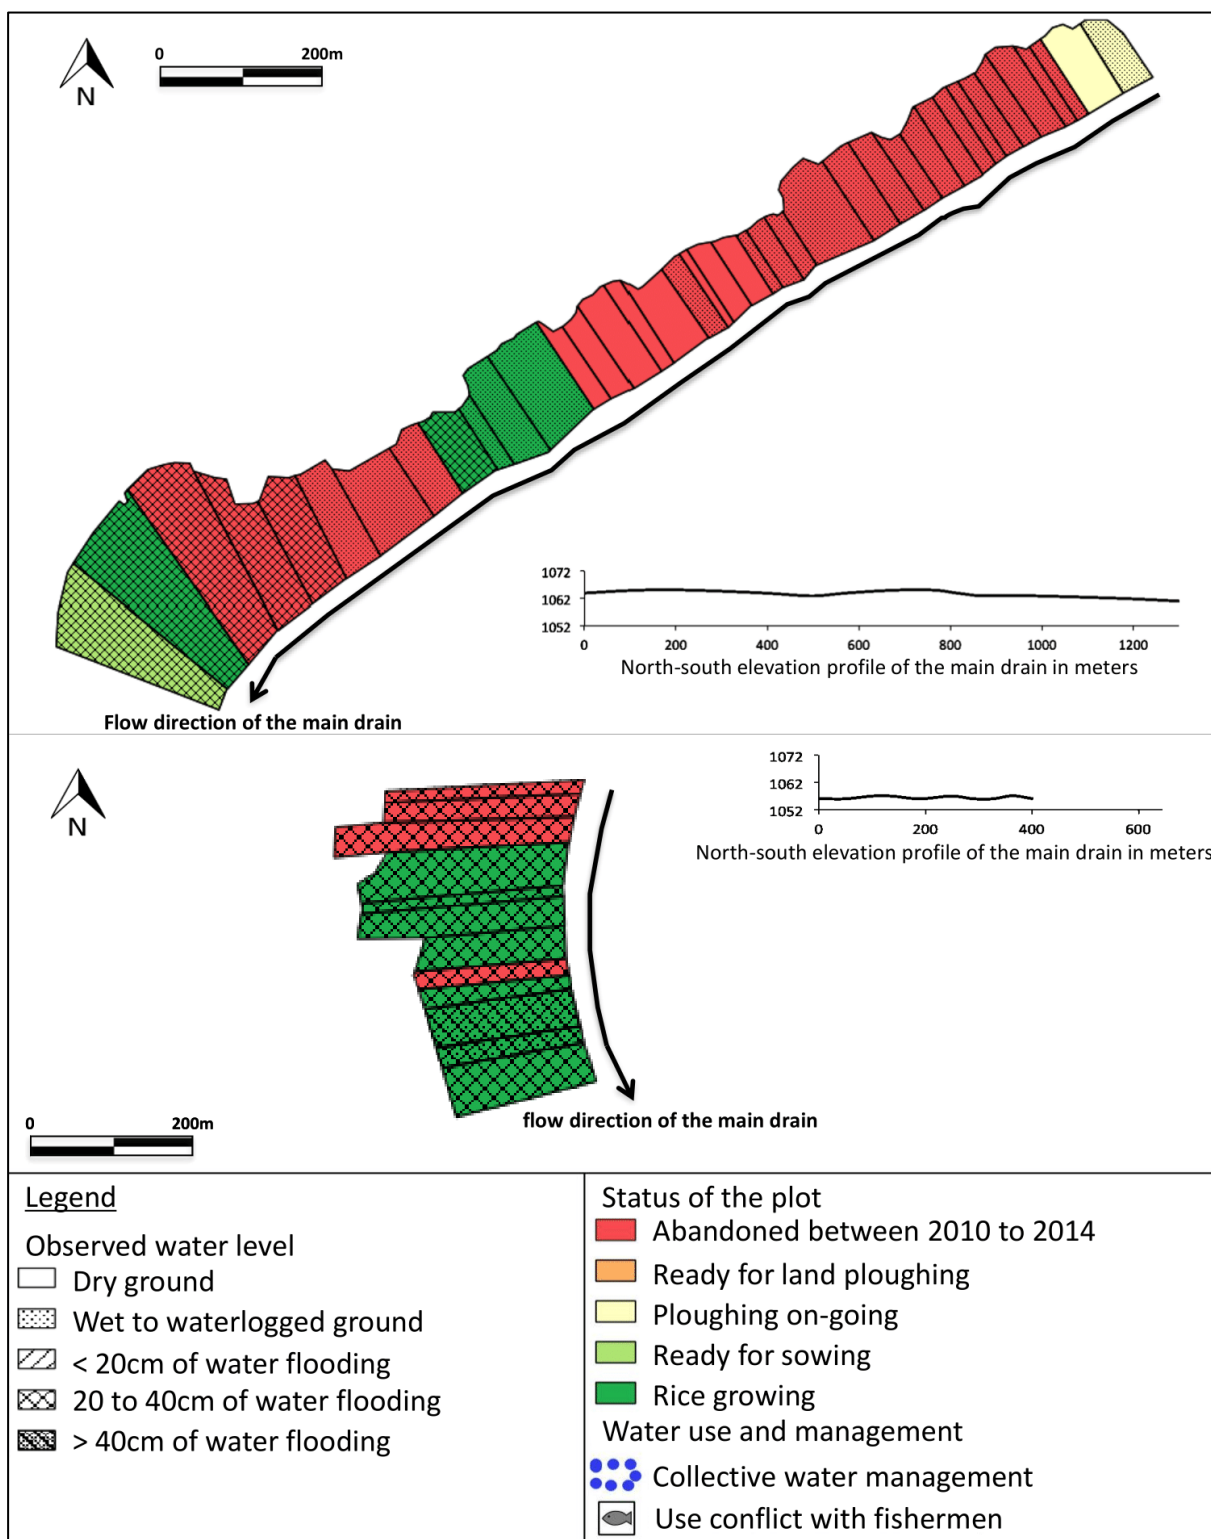 0 200m
N
1072
1062
1052
0 200 400 600 800 1000 1200
North-south elevation profile of the main drain in meters
Flow direction of the main drain
N
1072
1062
1052
0 200 400 600
North-south elevation profile of the main drain in meters
flow direction of the main drain
0 200m
Legend
Observed water level
Dry ground
Wet to waterlogged ground
< 20cm of water flooding
20 to 40cm of water flooding
> 40cm of water flooding
Status of the plot
Abandoned between 2010 to 2014
Ready for land ploughing
Ploughing on-going
Ready for sowing
Rice growing
Water use and management
Collective water management
Use conflict with fishermen